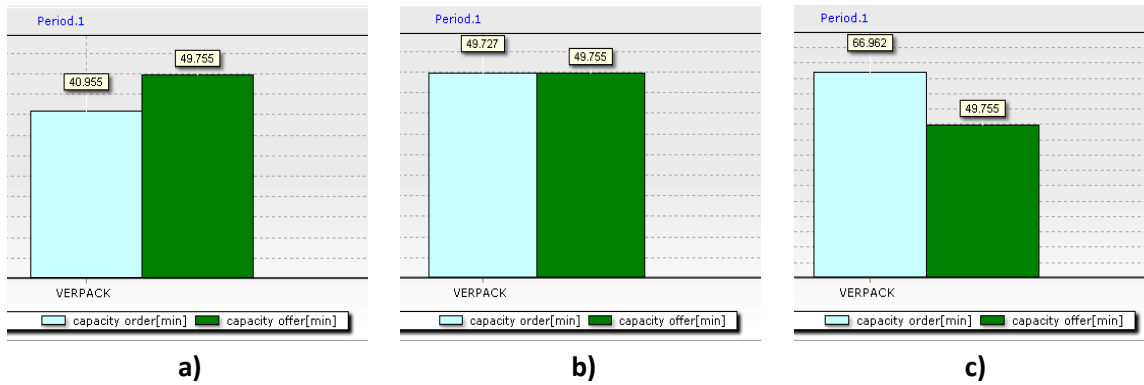 Period.1
40.955
49.755
VERPACK
capacity order[min] capacity offer[min]
a)
Period.1
49.727
49.755
VERPACK
capacity order[min] capacity offer[min]
b)
Period.1
66.962
49.755
VERPACK
capacity order[min] capacity offer[min]
c)